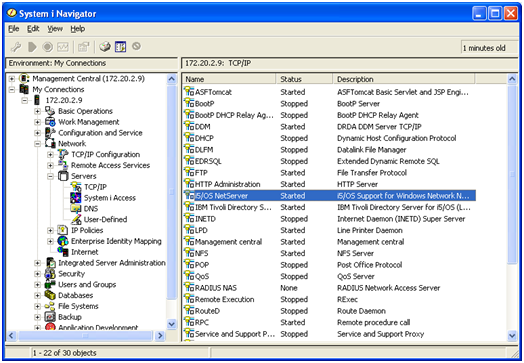 System i Navigator
File Edit View Help
1 minutes old
Environment: My Connections
172.20.2.9: TCP/IP
Management Central (172.20.2.9)
My Connections
172.20.2.9
Basic Operations
Work Management
Configuration and Service
Network
TCP/IP Configuration
Remote Access Services
Servers
TCP/IP
System i Access
DNS
User-Defined
IP Policies
Enterprise Identity Mapping
Internet
Integrated Server Administration
Security
Users and Groups
Databases
File Systems
Backup
Application Development
Name Status Description
ASFTomcat Started ASFTomcat Basic Servlet and JSP Engi...
BootP Stopped BootP Server
BootP DHCP Relay Ag... Stopped BootP DHCP Relay Agent
DDM Started DRDA DDM Server TCP/IP
DHCP Stopped Dynamic Host Configuration Protocol
DLFM Stopped Datalink File Manager
EDRSQL Stopped Extended Dynamic Remote SQL
FTP Started File Transfer Protocol
HTTP Administration Started HTTP Server
i5/OS NetServer Started i5/OS Support for Windows Network N...
IBM Tivoli Directory S... Started IBM Tivoli Directory Server for i5/OS (L...
INETD Stopped Internet Daemon (INETD) Super Server
LPD Started Line Printer Daemon
Management central Started Management central
NFS Started NFS Server
POP Stopped Post Office Protocol
QoS Stopped QoS Server
RADIUS NAS None RADIUS Network Access Server
Remote Execution Stopped RExec
RouteD Stopped Route Daemon
RPC Started Remote procedure call
Service and Support P... Stopped Service and Support Proxy
1 - 22 of 30 objects